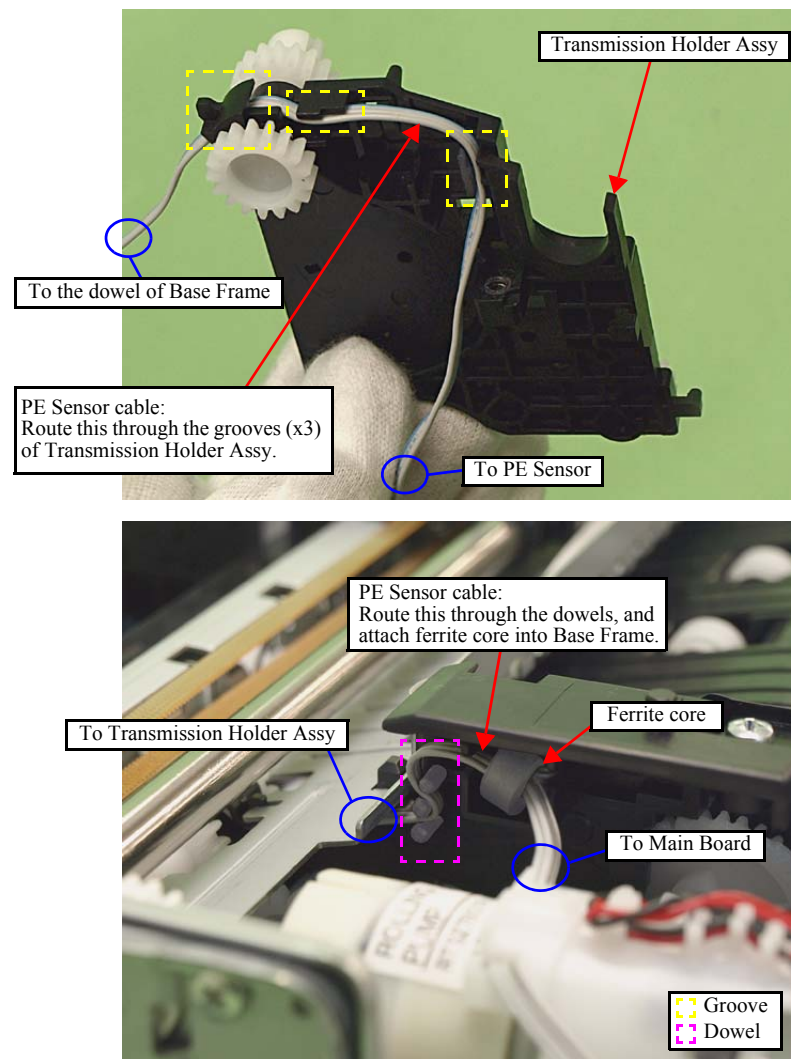 Transmission Holder Assy
To the dowel of Base Frame
PE Sensor cable:
Route this through the grooves (x3)
of Transmission Holder Assy.
To PE Sensor
PE Sensor cable:
Route this through the dowels, and
attach ferrite core into Base Frame.
Ferrite core
To Transmission Holder Assy
To Main Board
PUMP
Groove
Dowel